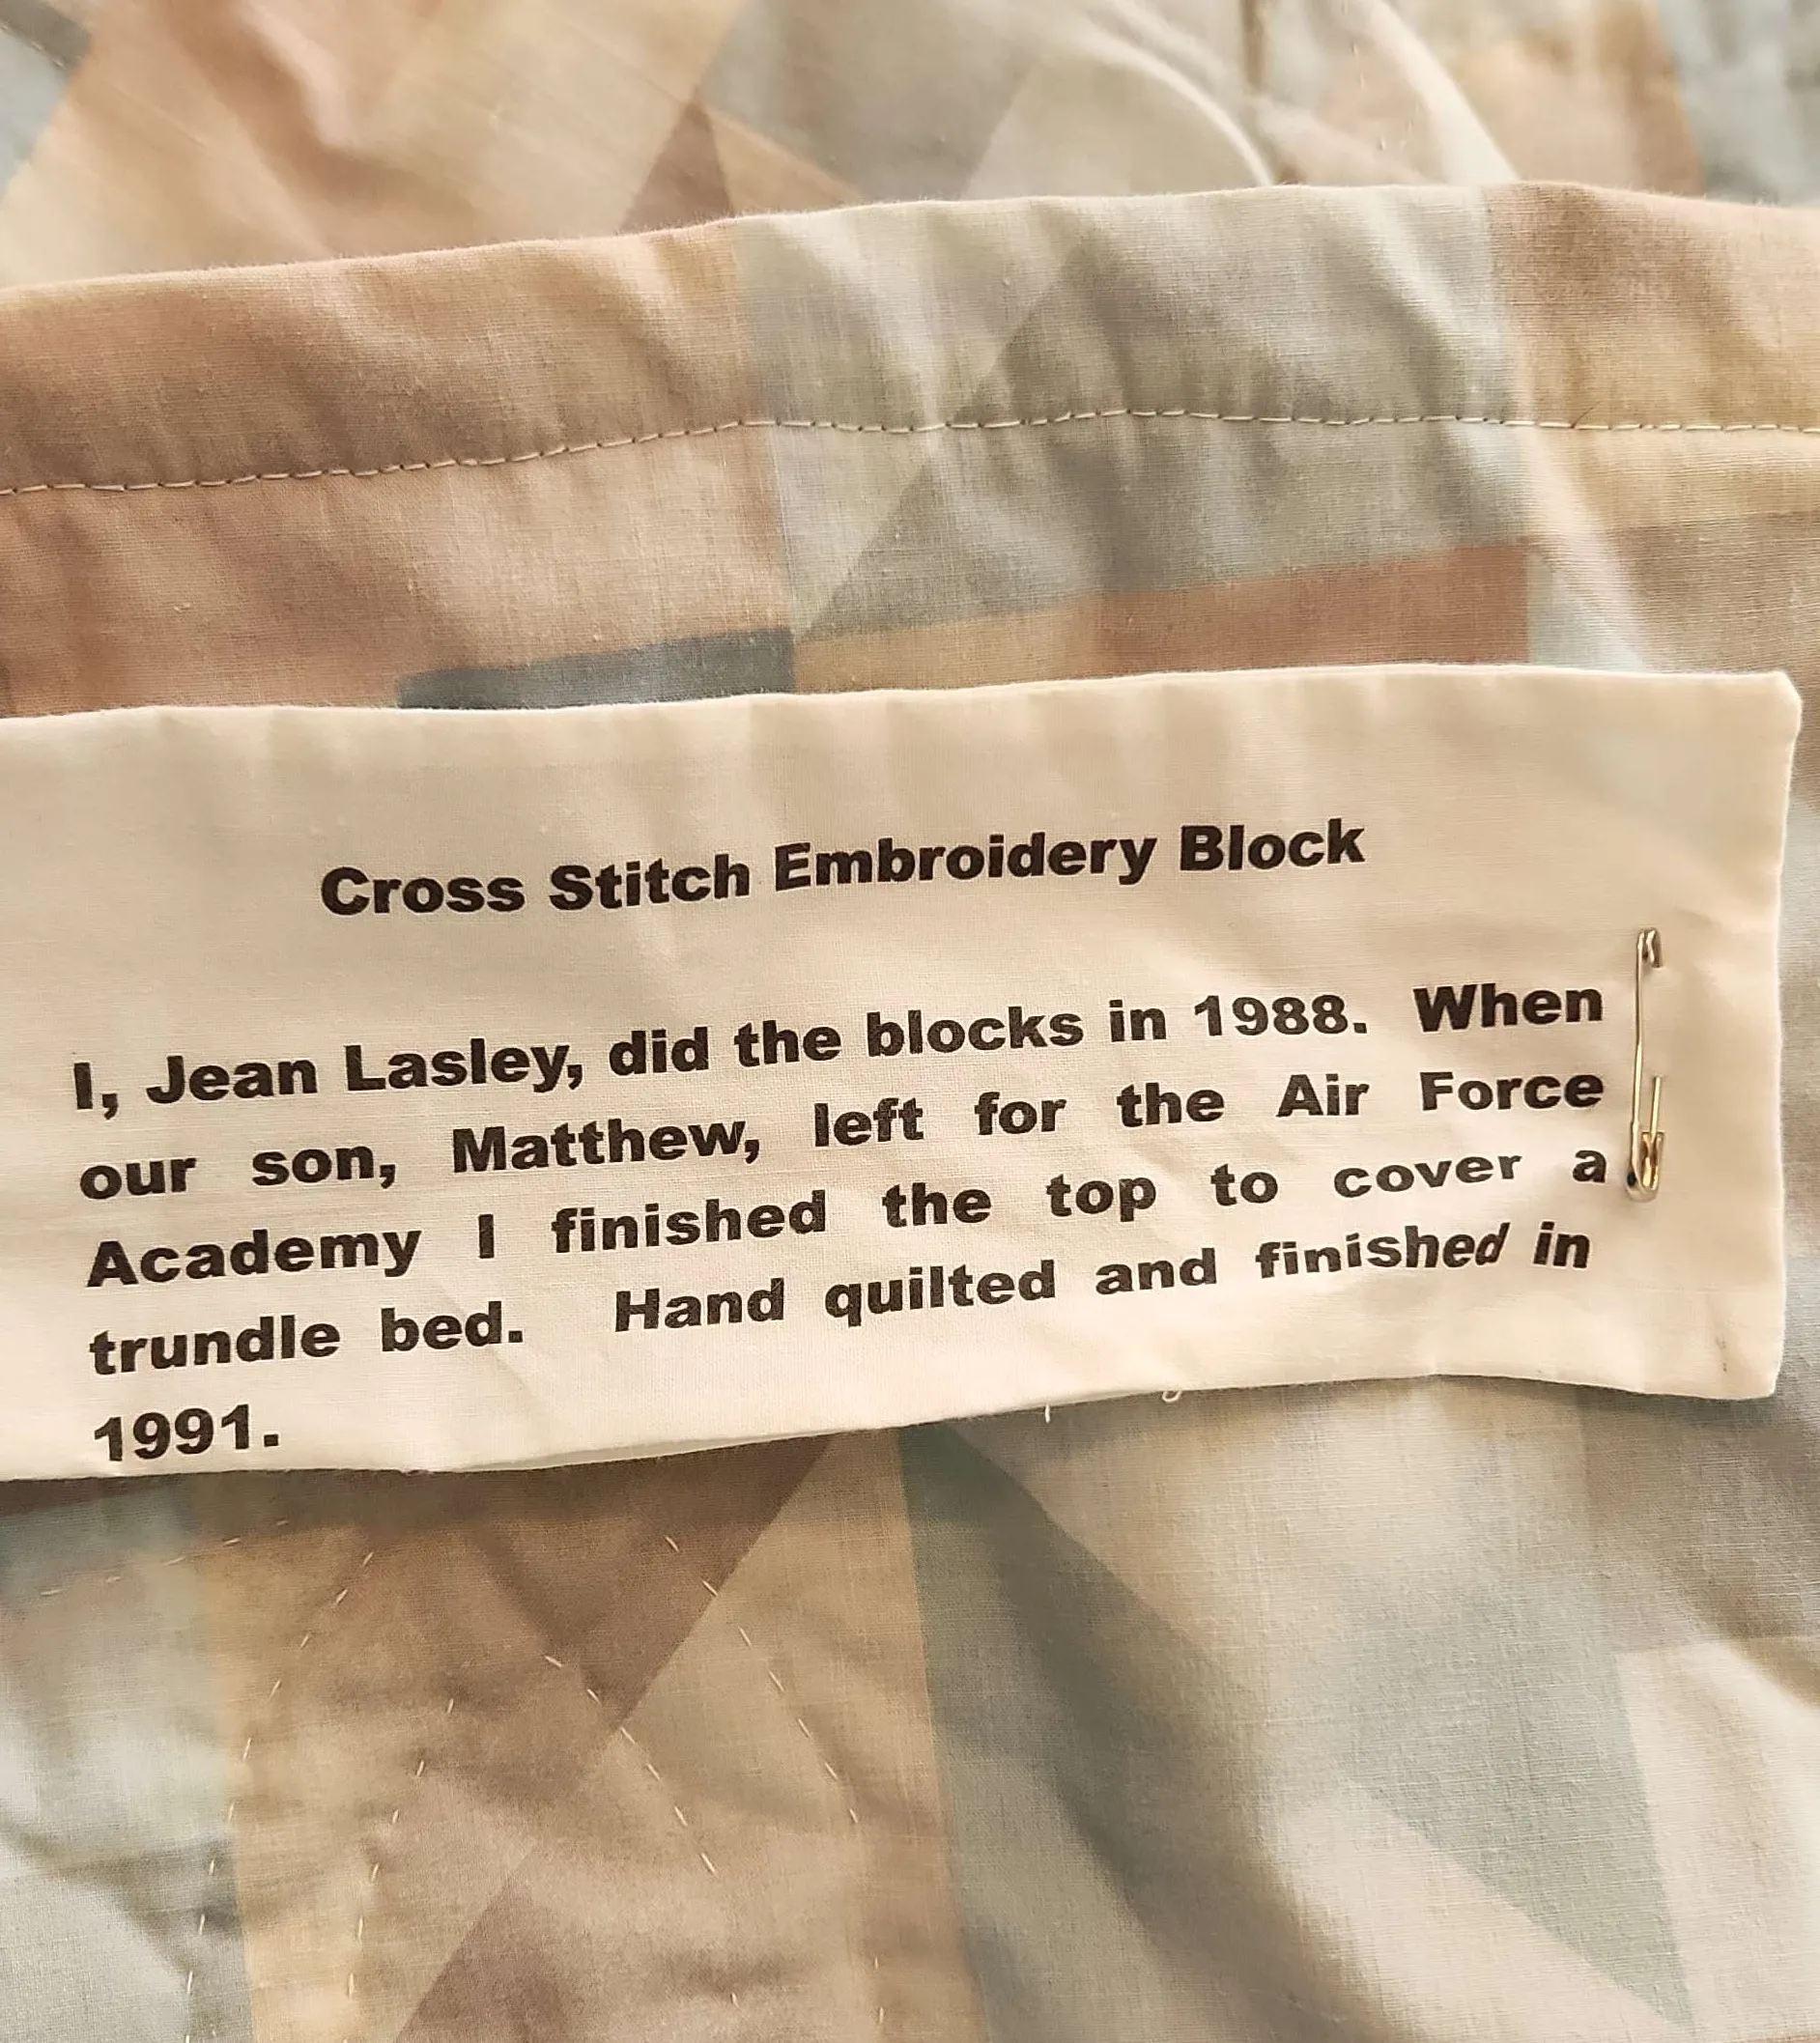 Cross Stitch Embroidery Block
I, Jean Lasley, did the blocks in 1988. When
our son, Matthew, left for the Air Force
Academy I finished the top to cover a
trundle bed. Hand quilted and finished in
1991.